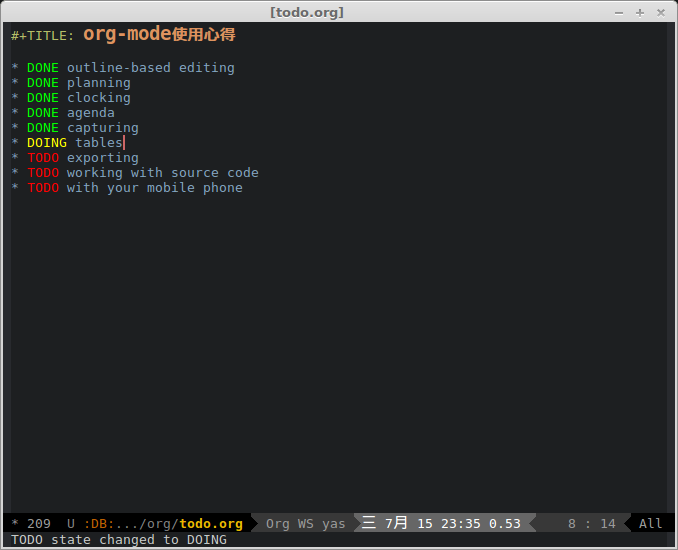 [todo.org]
#+TITLE: org-mode使用心得
* DONE outline-based editing
* DONE planning
* DONE clocking
* DONE agenda
* DONE capturing
* DOING tables
* TODO exporting
* TODO working with source code
* TODO with your mobile phone
* 209 U :DB:.../org/todo.org Org WS yas 三 7月 15 23:35 0.53 8 : 14 All
TODO state changed to DOING